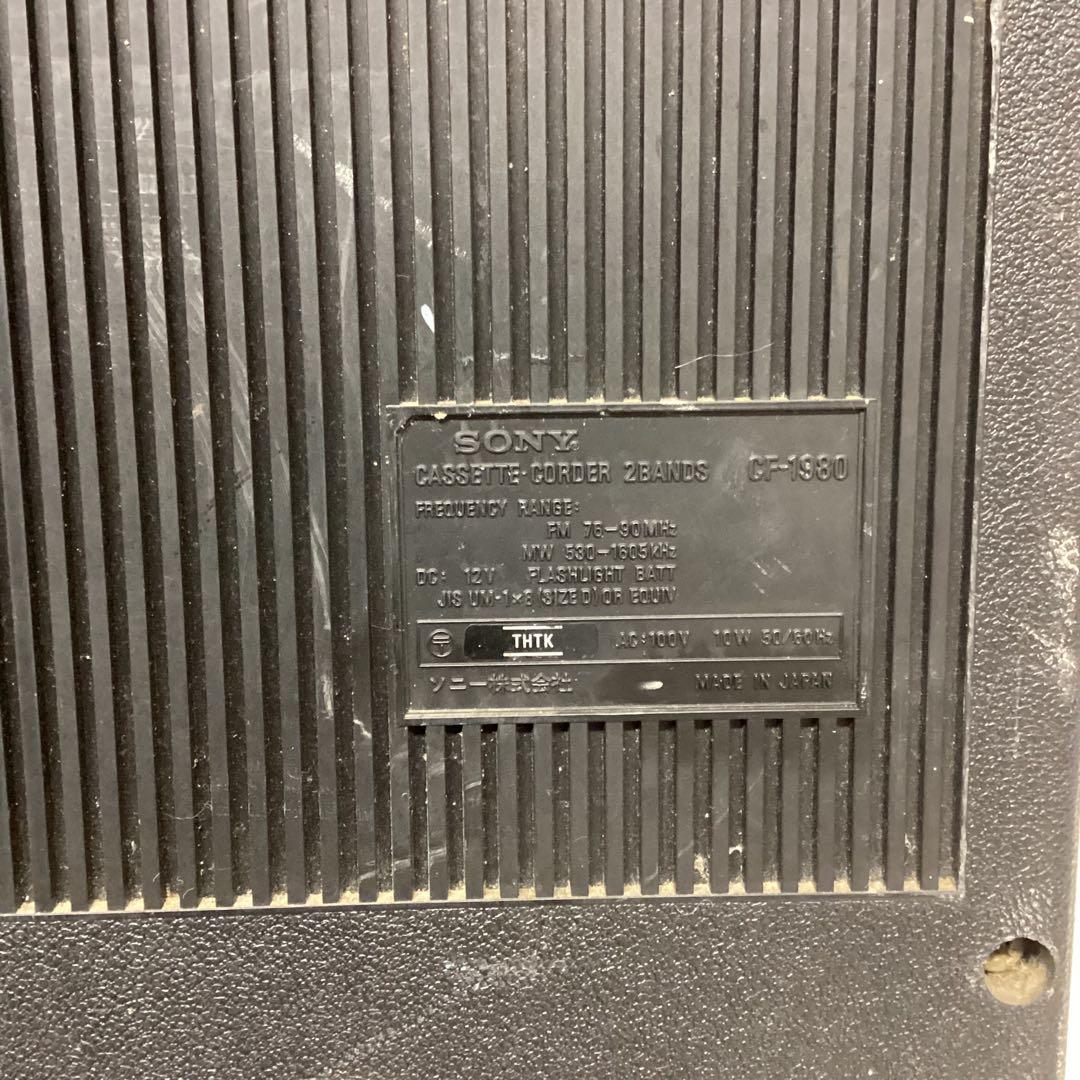 SONY
CASSETTE-CORDER 2BANDS CF-1980
FREQUENCY RANGE:
FM 76-90MHz
MW 530-1605kHz
DC: 12V FLASHLIGHT BATT
JIS UM-1×8 (SIZE D) OR EQUIV
〒 THTK AC:100V 10W 50/60Hz
ソニー株式会社 MADE IN JAPAN